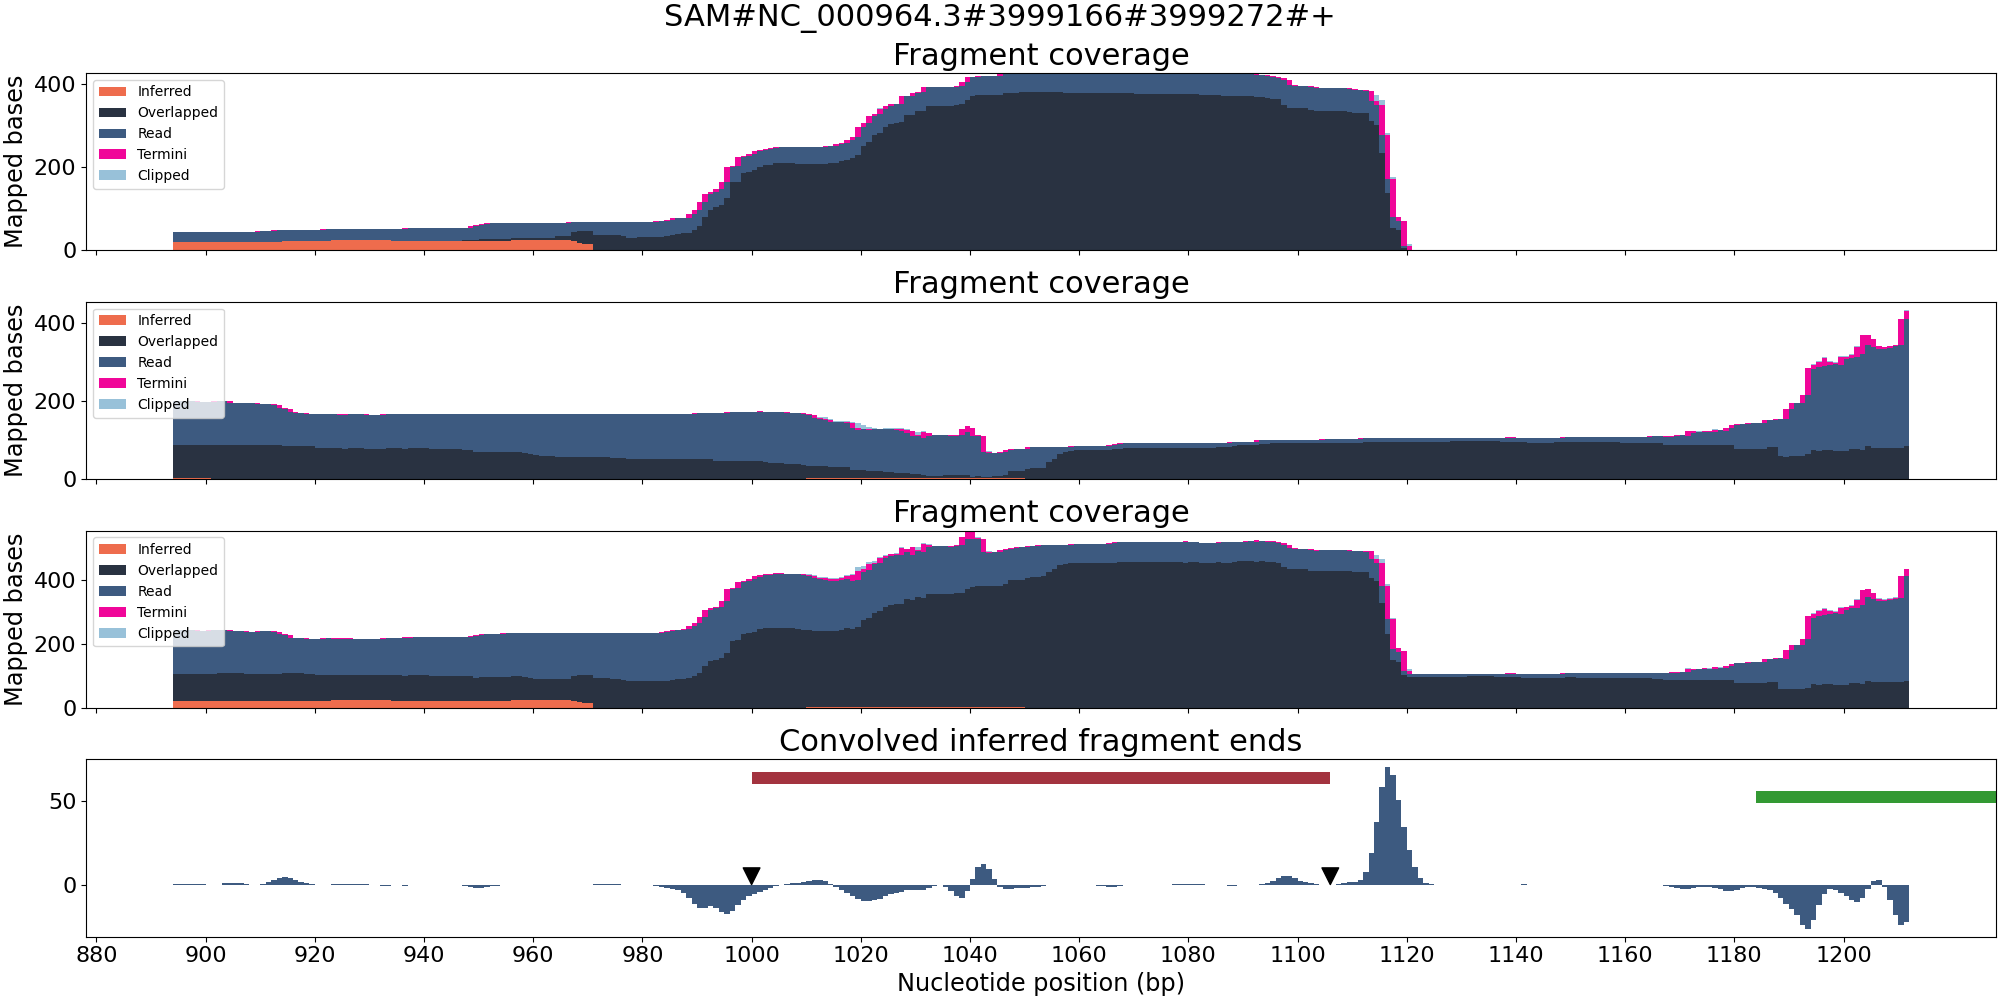 SAM#NC_000964.3#3999166#3999272#+
Fragment coverage
Mapped bases
400
200
0
Inferred
Overlapped
Read
Termini
Clipped
Fragment coverage
Mapped bases
400
200
0
Inferred
Overlapped
Read
Termini
Clipped
Fragment coverage
Mapped bases
400
200
0
Inferred
Overlapped
Read
Termini
Clipped
Convolved inferred fragment ends
50
0
880 900 920 940 960 980 1000 1020 1040 1060 1080 1100 1120 1140 1160 1180 1200
Nucleotide position (bp)